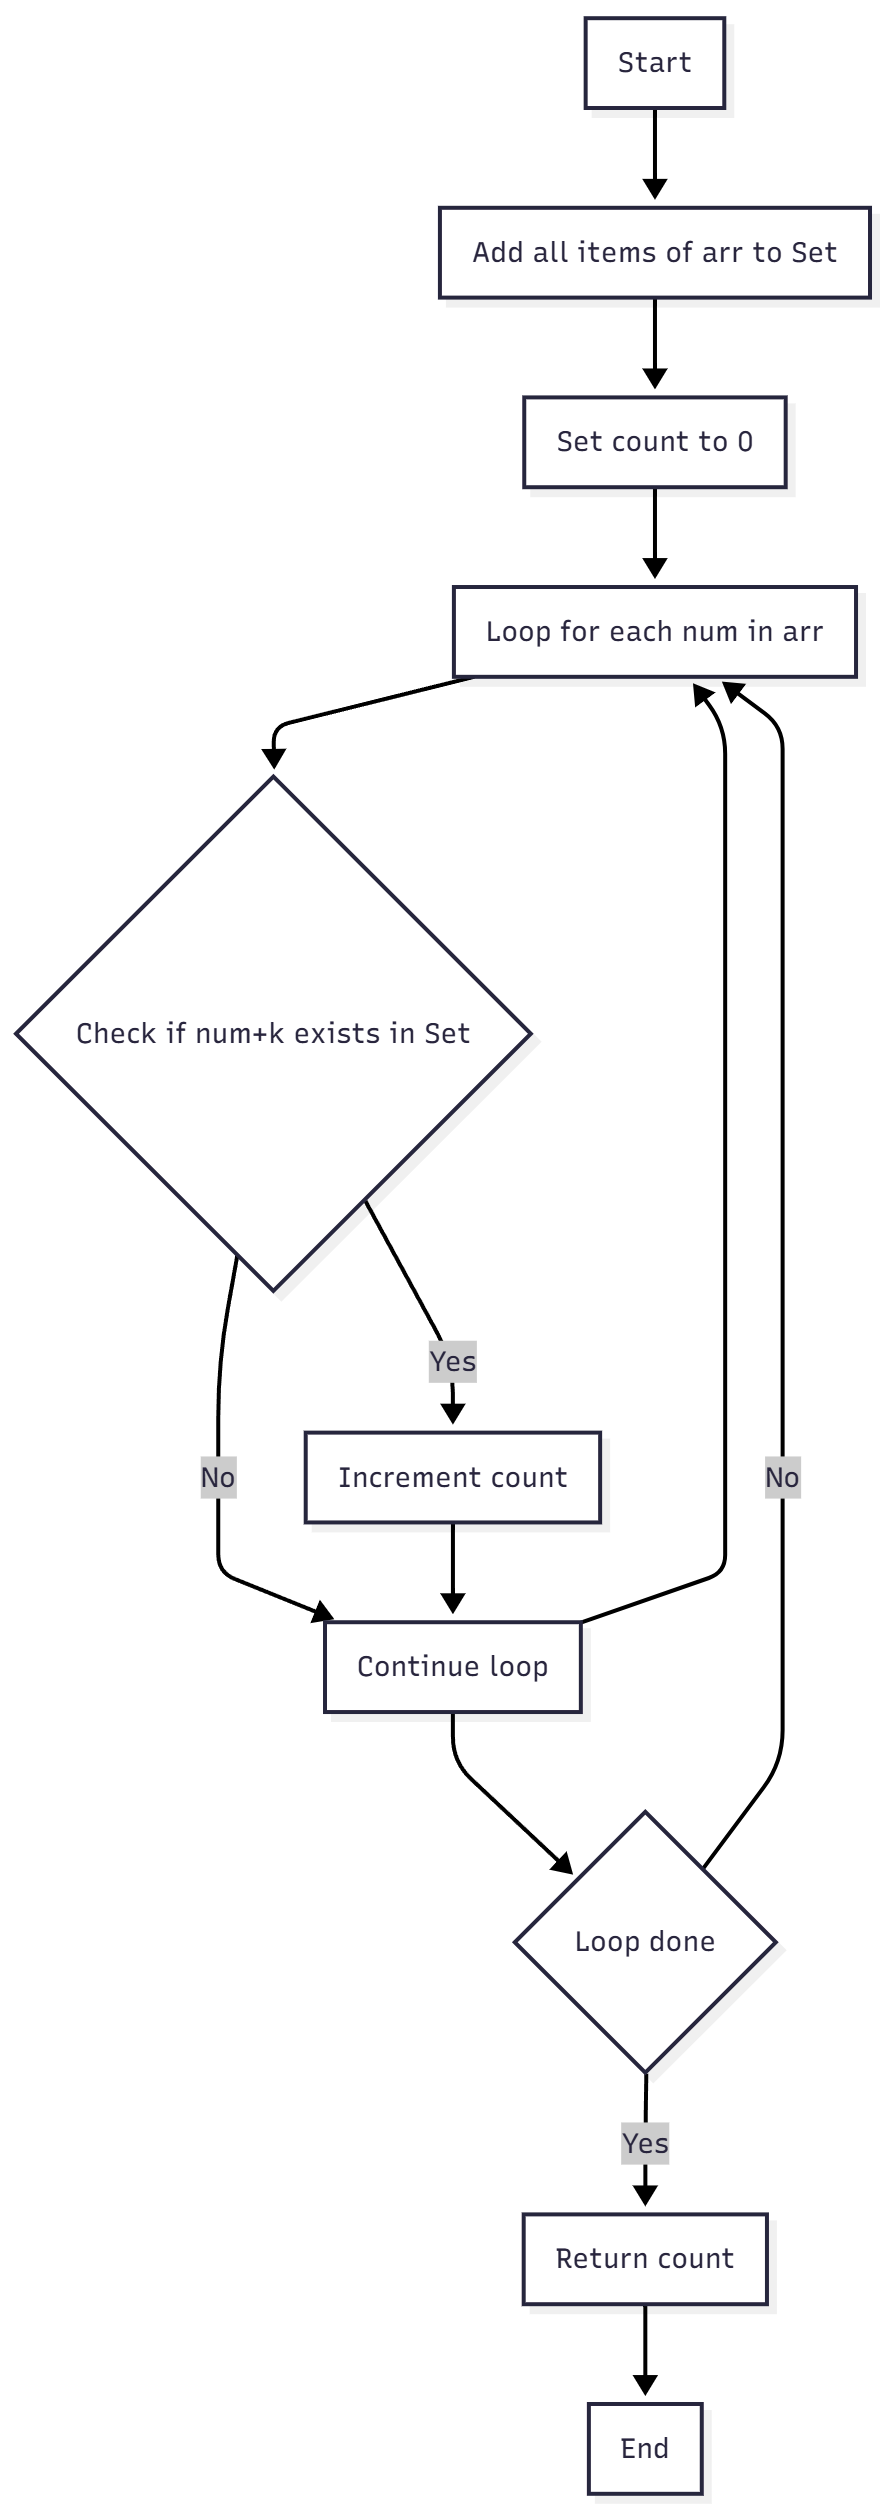 Start
Add all items of arr to Set
Set count to 0
Loop for each num in arr
Check if num+k exists in Set
Yes
Increment count
No
No
Continue loop
Loop done
Yes
Return count
End